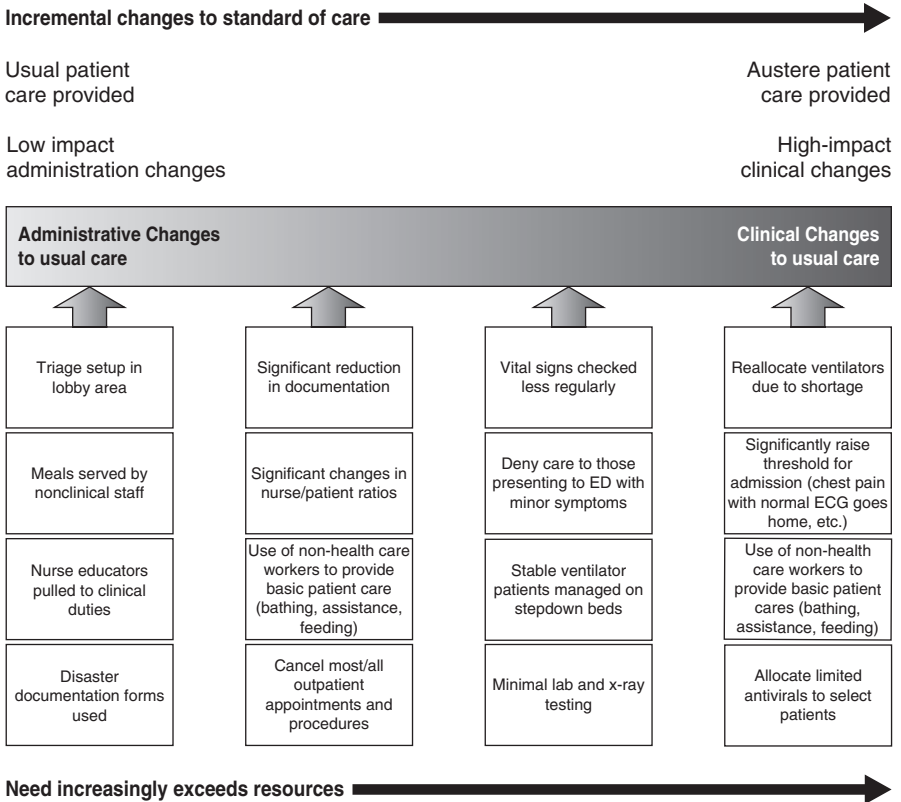 Incremental changes to standard of care
Usual patient
care provided
Austere patient
care provided
Low impact
administration changes
High-impact
clinical changes
Administrative Changes
to usual care
Clinical Changes
to usual care
Triage setup in
lobby area
Significant reduction
in documentation
Vital signs checked
less regularly
Reallocate ventilators
due to shortage
Meals served by
nonclinical staff
Significant changes in
nurse/patient ratios
Deny care to those
presenting to ED with
minor symptoms
Significantly raise
threshold for
admission (chest pain
with normal ECG goes
home, etc.)
Nurse educators
pulled to clinical
duties
Use of non-health care
workers to provide
basic patient care
(bathing, assistance,
feeding)
Stable ventilator
patients managed on
stepdown beds
Use of non-health
care workers to
provide basic patient
cares (bathing,
assistance, feeding)
Disaster
documentation forms
used
Cancel most/all
outpatient
appointments and
procedures
Minimal lab and x-ray
testing
Allocate limited
antivirals to select
patients
Need increasingly exceeds resources